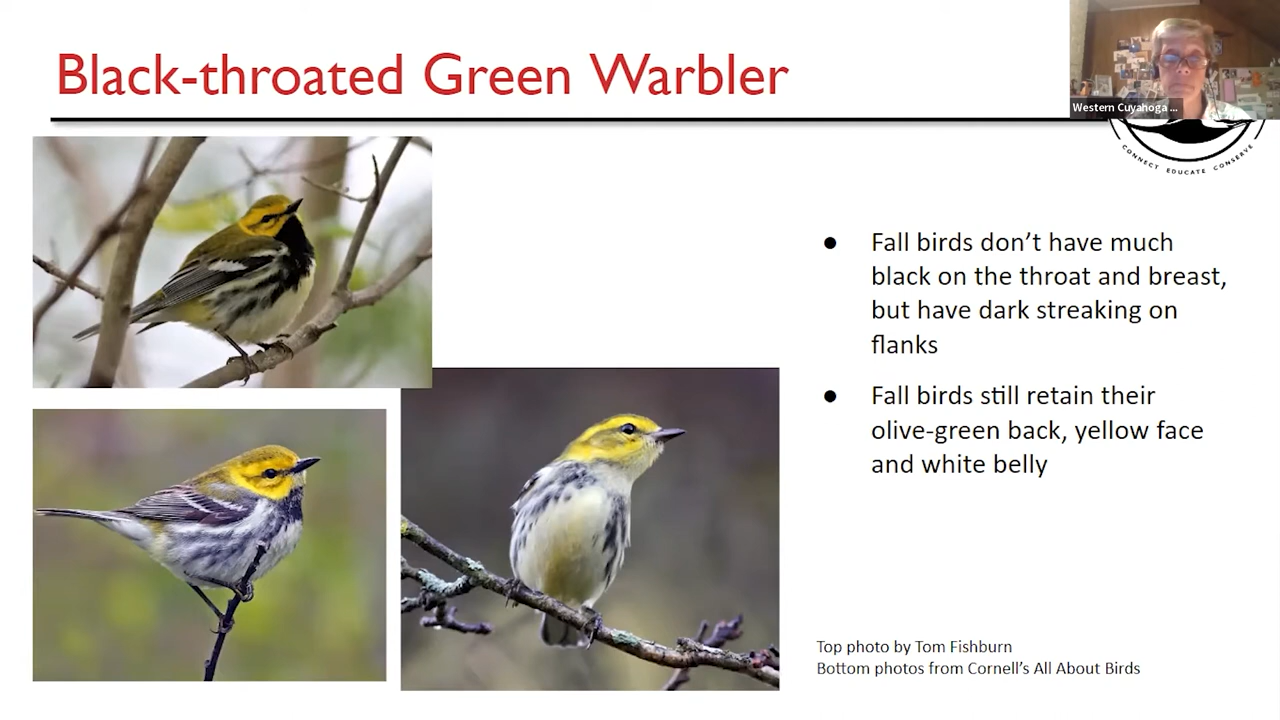 Black-throated Green Warbler
Western Cuyahoga ...
CONNECT EDUCATE CONSERVE
● Fall birds don’t have much
black on the throat and breast,
but have dark streaking on
flanks
● Fall birds still retain their
olive-green back, yellow face
and white belly
Top photo by Tom Fishburn
Bottom photos from Cornell’s All About Birds